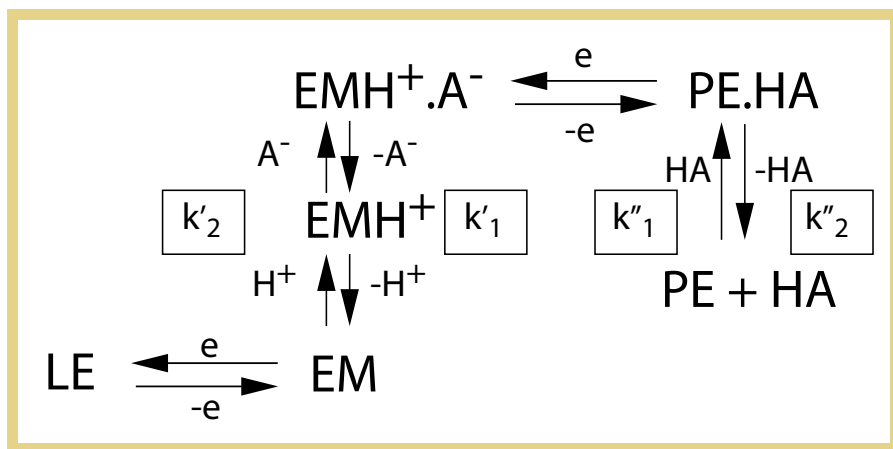 e
EMH⁺.A⁻ PE.HA
-e
A⁻ -A⁻ HA -HA
k′₂ EMH⁺ k′₁ k″₁ k″₂
H⁺ -H⁺ PE + HA
e
LE EM
-e